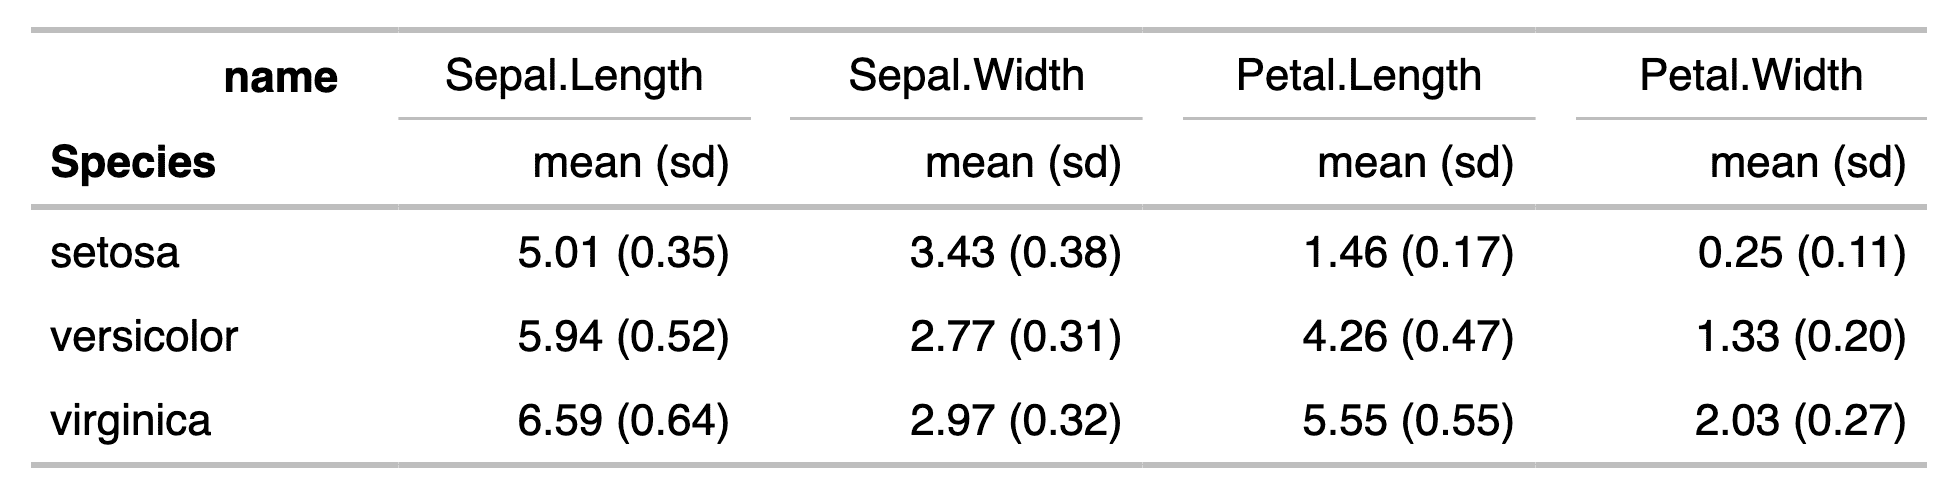 name Sepal.Length Sepal.Width Petal.Length Petal.Width
Species mean (sd) mean (sd) mean (sd) mean (sd)
setosa 5.01 (0.35) 3.43 (0.38) 1.46 (0.17) 0.25 (0.11)
versicolor 5.94 (0.52) 2.77 (0.31) 4.26 (0.47) 1.33 (0.20)
virginica 6.59 (0.64) 2.97 (0.32) 5.55 (0.55) 2.03 (0.27)